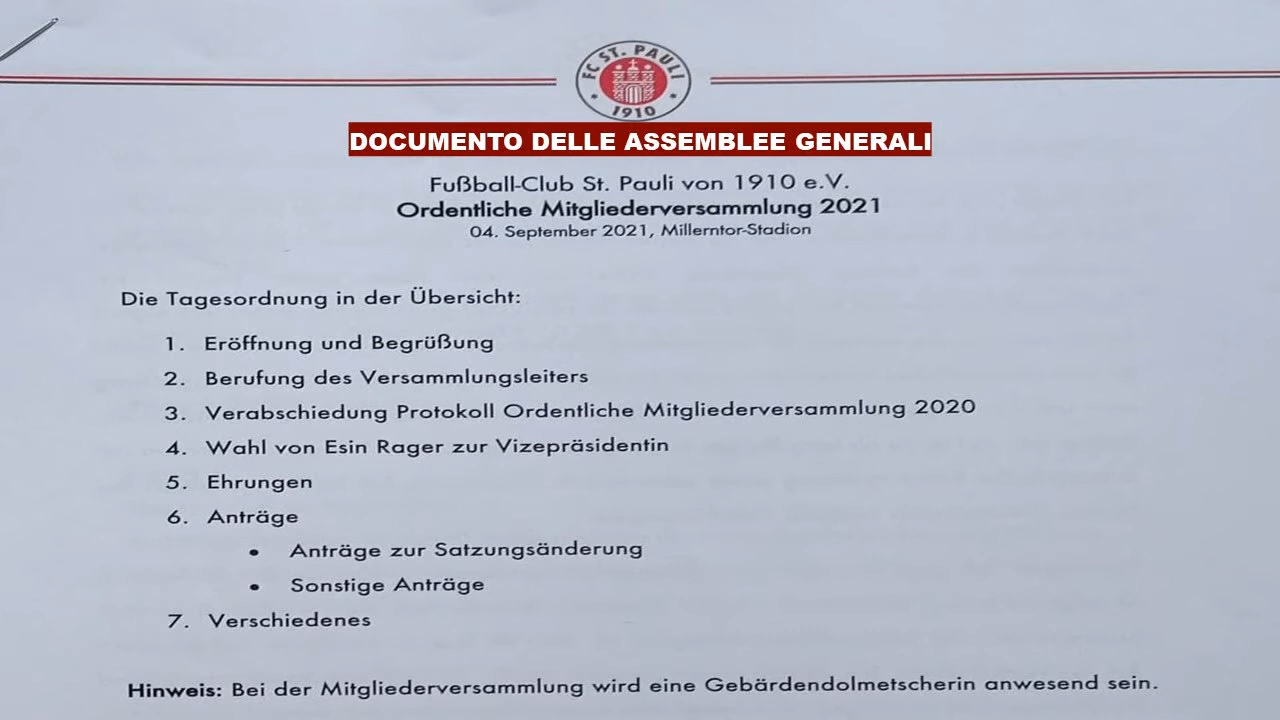 FC ST. PAULI
1910
DOCUMENTO DELLE ASSEMBLEE GENERALI
Fußball-Club St. Pauli von 1910 e.V.
Ordentliche Mitgliederversammlung 2021
04. September 2021, Millerntor-Stadion
Die Tagesordnung in der Übersicht:
1. Eröffnung und Begrüßung
2. Berufung des Versammlungsleiters
3. Verabschiedung Protokoll Ordentliche Mitgliederversammlung 2020
4. Wahl von Esin Rager zur Vizepräsidentin
5. Ehrungen
6. Anträge
• Anträge zur Satzungsänderung
• Sonstige Anträge
7. Verschiedenes
Hinweis: Bei der Mitgliederversammlung wird eine Gebärdendolmetscherin anwesend sein.